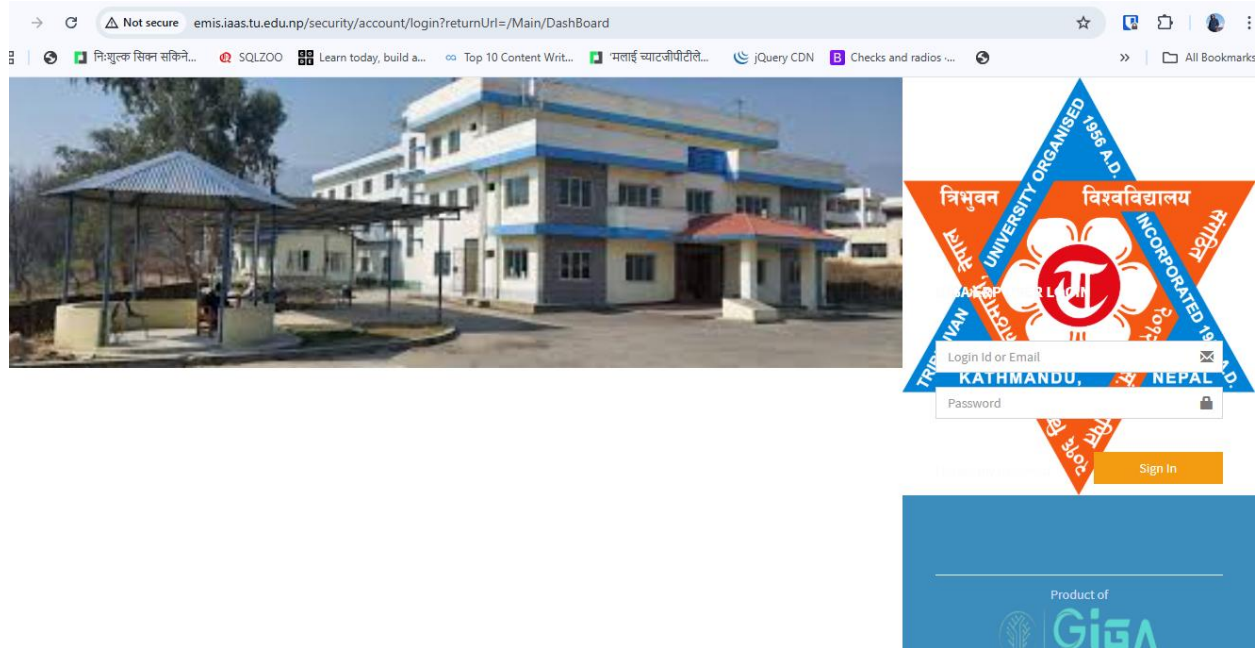 Not secure emis.iaas.tu.edu.np/security/account/login?returnUrl=/Main/DashBoard
निःशुल्क सिक्न सकिने... SQLZOO Learn today, build a... Top 10 Content Writ... 'मलाई च्याटजीपीटीले... jQuery CDN Checks and radios ·... » All Bookmarks
UNIVERSITY ORGANISED 1956 A.D.
त्रिभुवन विश्वविद्यालय
INCORPORATED
LOGIN
Login Id or Email
KATHMANDU, NEPAL
Password
Sign In
Product of
GiGA